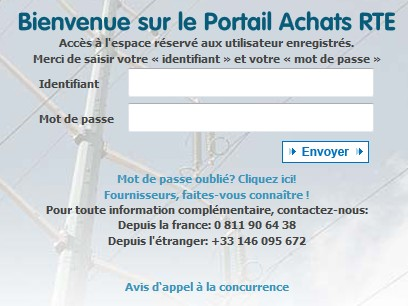 Bienvenue sur le Portail Achats RTE
Accès à l'espace réservé aux utilisateur enregistrés.
Merci de saisir votre « identifiant » et votre « mot de passe »
Identifiant
Mot de passe
Envoyer
Mot de passe oublié? Cliquez ici!
Fournisseurs, faites-vous connaître !
Pour toute information complémentaire, contactez-nous:
Depuis la france: 0 811 90 64 38
Depuis l'étranger: +33 146 095 672
Avis d'appel à la concurrence